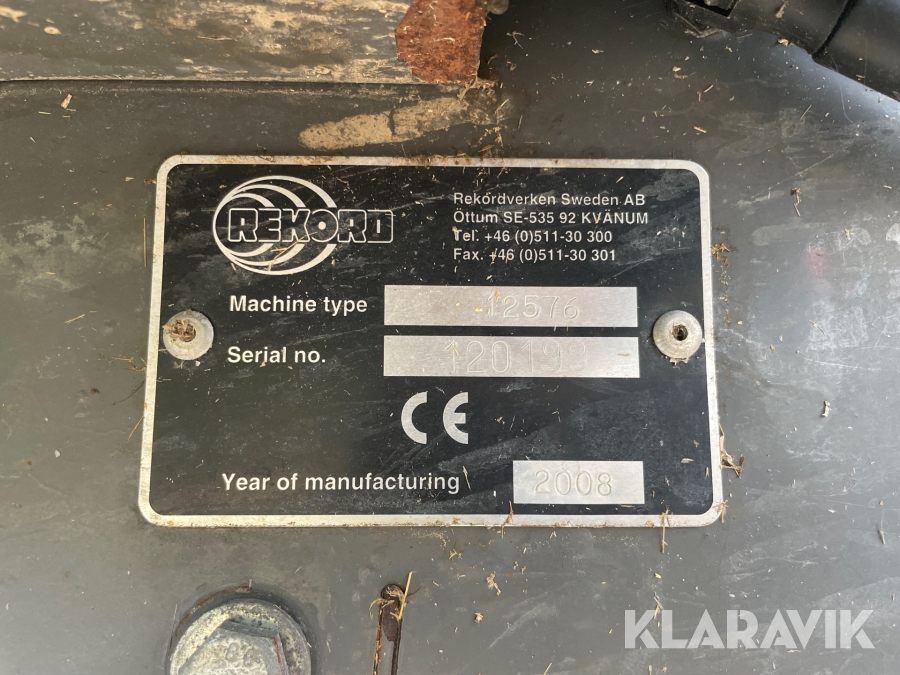 REKORD
Rekordverken Sweden AB
Öttum SE-535 92 KVÄNUM
Tel. +46 (0)511-30 300
Fax. +46 (0)511-30 301
Machine type 12576
Serial no. 120199
CE
Year of manufacturing 2008
KLARAVIK